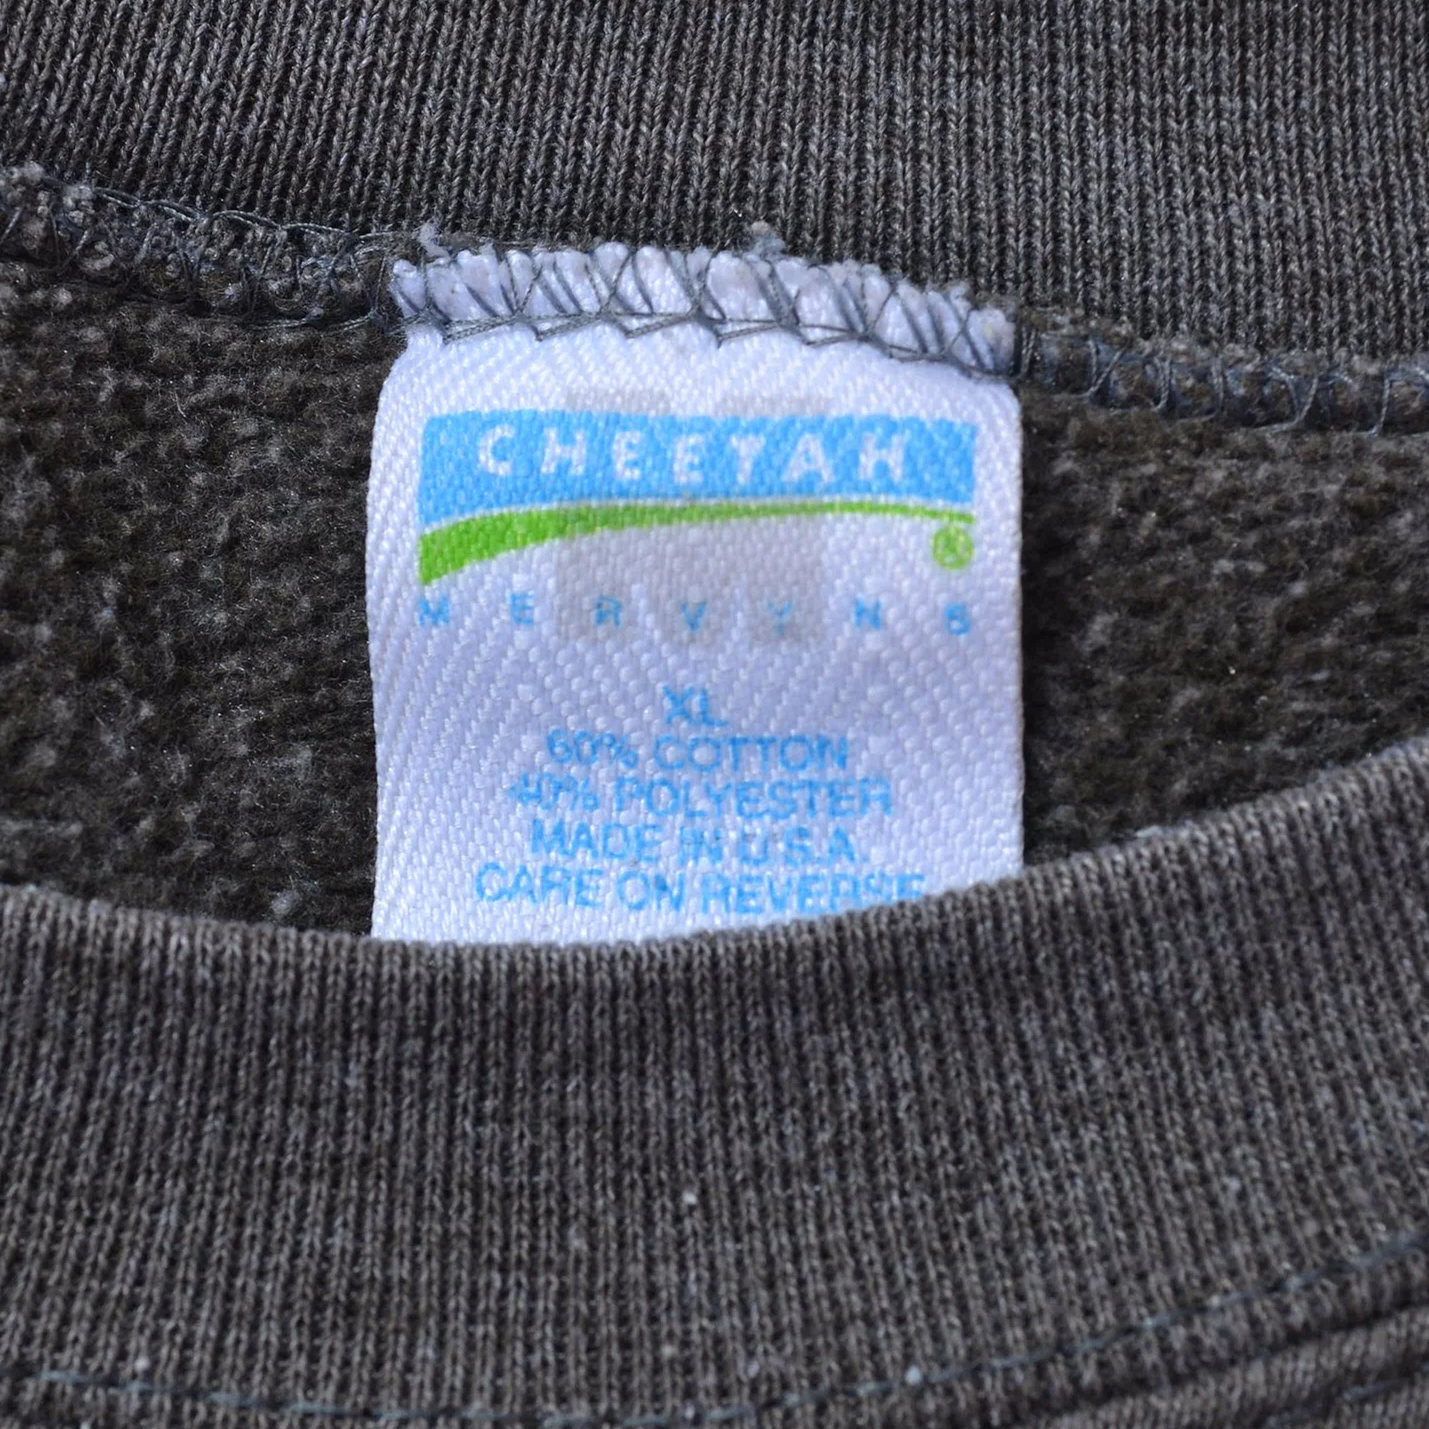 CHEETAH
®
MERVYNS
XL
60% COTTON
40% POLYESTER
MADE IN U.S.A.
CARE ON REVERSE